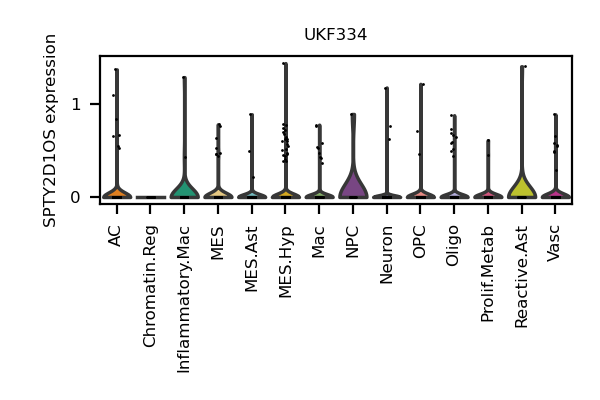 UKF334
SPTY2D1OS expression
1
0
AC
Chromatin.Reg
Inflammatory.Mac
MES
MES.Ast
MES.Hyp
Mac
NPC
Neuron
OPC
Oligo
Prolif.Metab
Reactive.Ast
Vasc